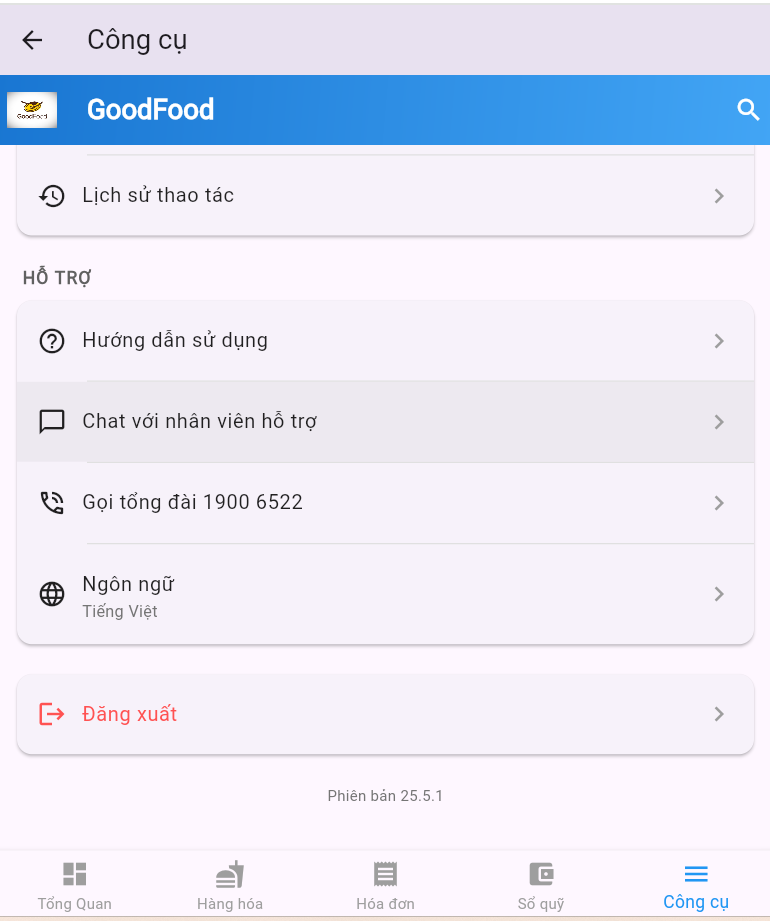 Công cụ
GoodFood
GoodFood
Lịch sử thao tác
HỖ TRỢ
Hướng dẫn sử dụng
Chat với nhân viên hỗ trợ
Gọi tổng đài 1900 6522
Ngôn ngữ
Tiếng Việt
Đăng xuất
Phiên bản 25.5.1
Tổng Quan
Hàng hóa
Hóa đơn
Sổ quỹ
Công cụ